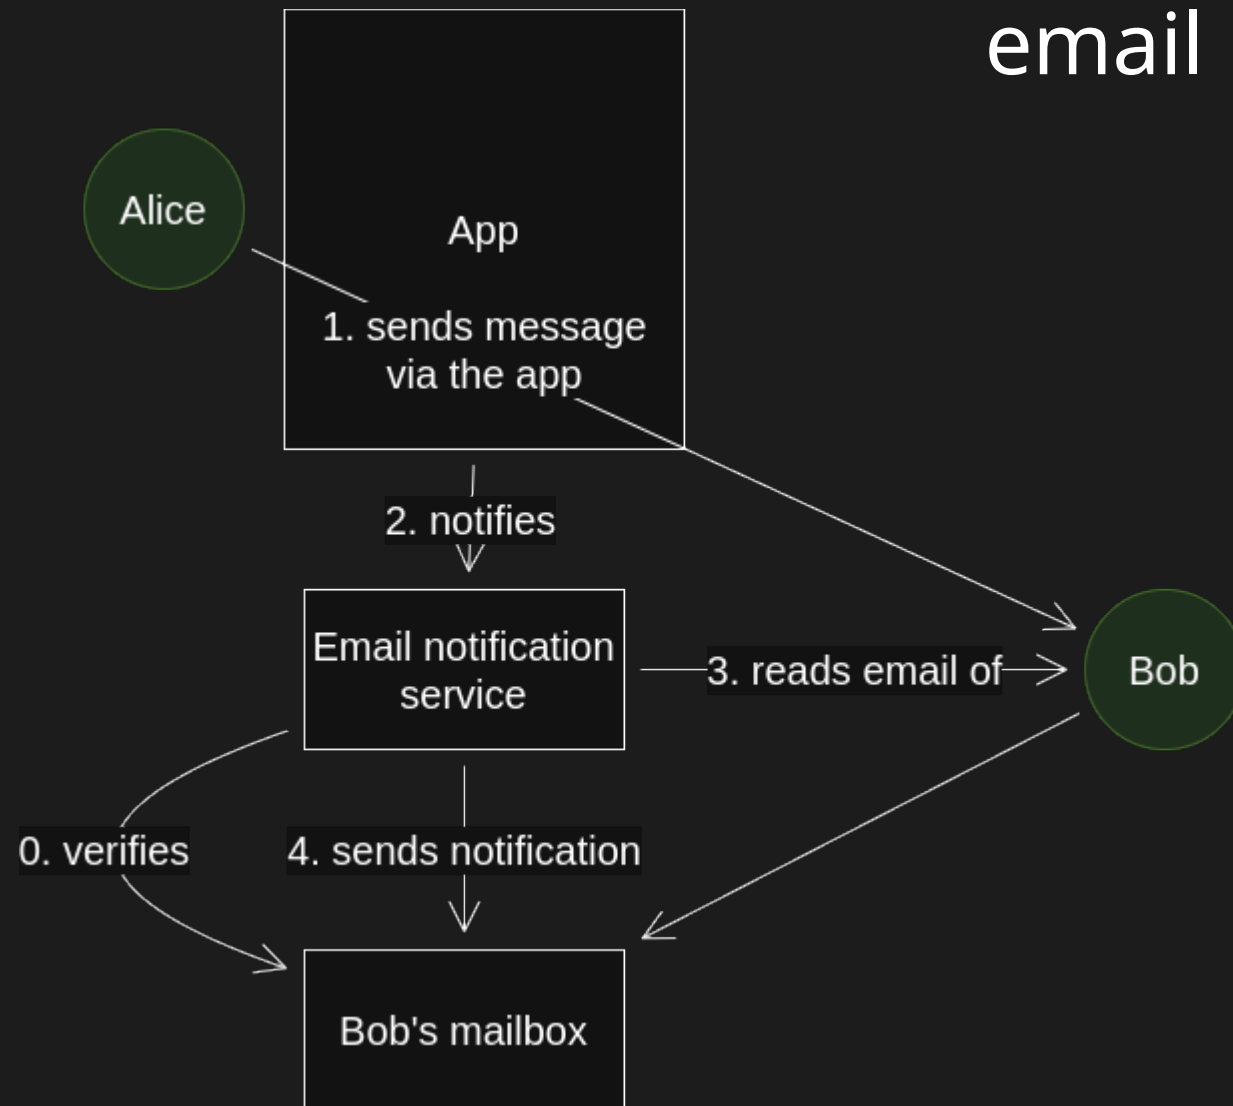 email
Alice
App
1. sends message
via the app
2. notifies
Email notification
service
3. reads email of
Bob
0. verifies
4. sends notification
Bob's mailbox